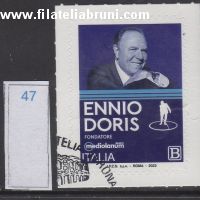 www.filateliabruni.com
47
ENNIO
DORIS
FONDATORE
mediolanum
ITALIA
B
ROMA - 2022